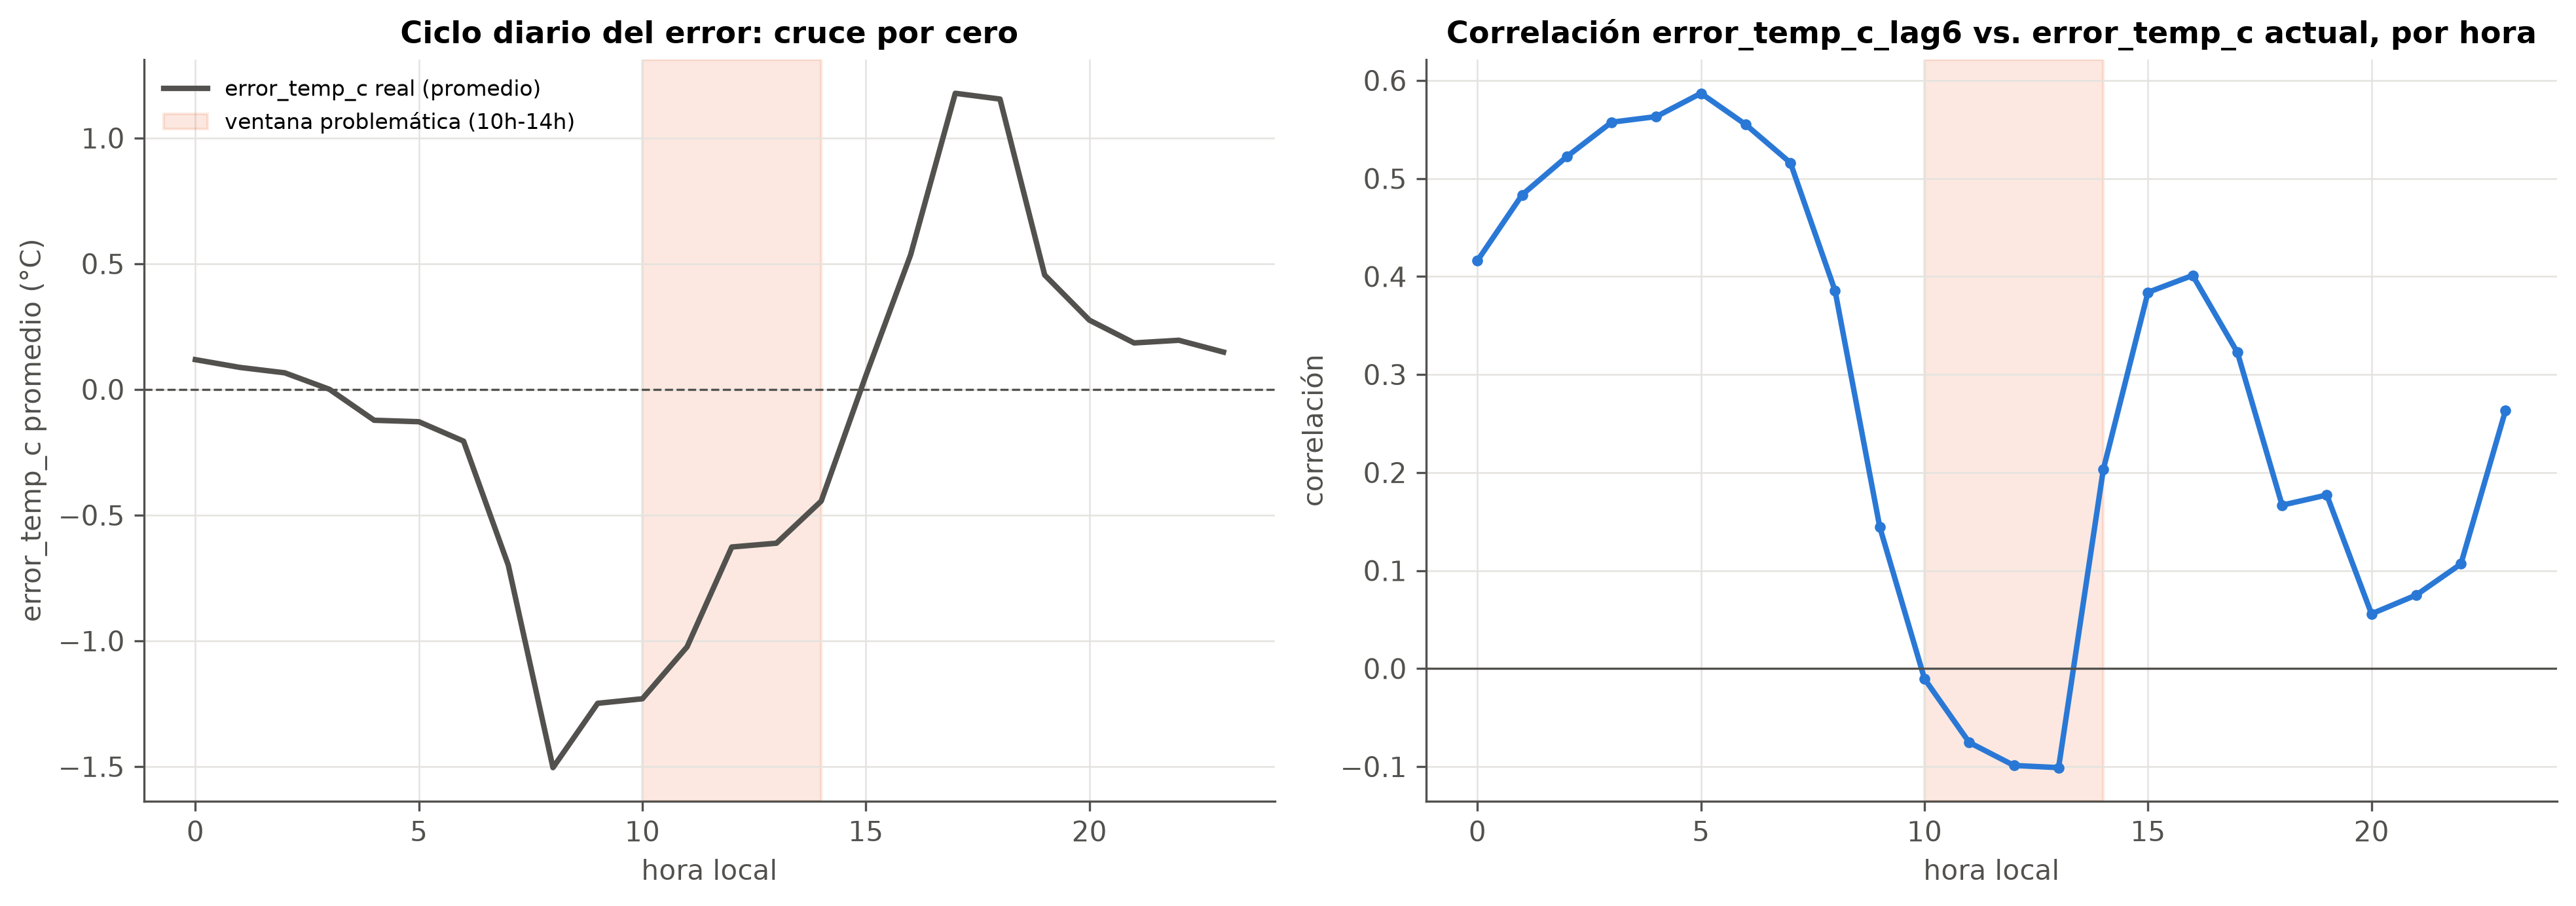 Ciclo diario del error: cruce por cero
error_temp_c real (promedio)
ventana problemática (10h-14h)
error_temp_c promedio (°C)
1.0
0.5
0.0
−0.5
−1.0
−1.5
0 5 10 15 20
hora local
Correlación error_temp_c_lag6 vs. error_temp_c actual, por hora
correlación
0.6
0.5
0.4
0.3
0.2
0.1
0.0
−0.1
0 5 10 15 20
hora local